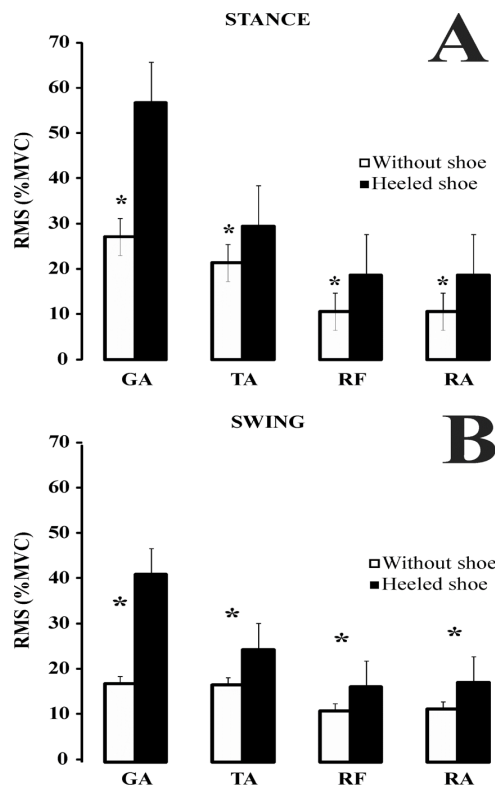 STANCE
A
70
60
50
40
30
20
10
0
RMS (%MVC)
Without shoe
Heeled shoe
*
*
*
*
GA TA RF RA
SWING
B
70
60
50
40
30
20
10
0
RMS (%MVC)
Without shoe
Heeled shoe
*
*
*
*
GA TA RF RA